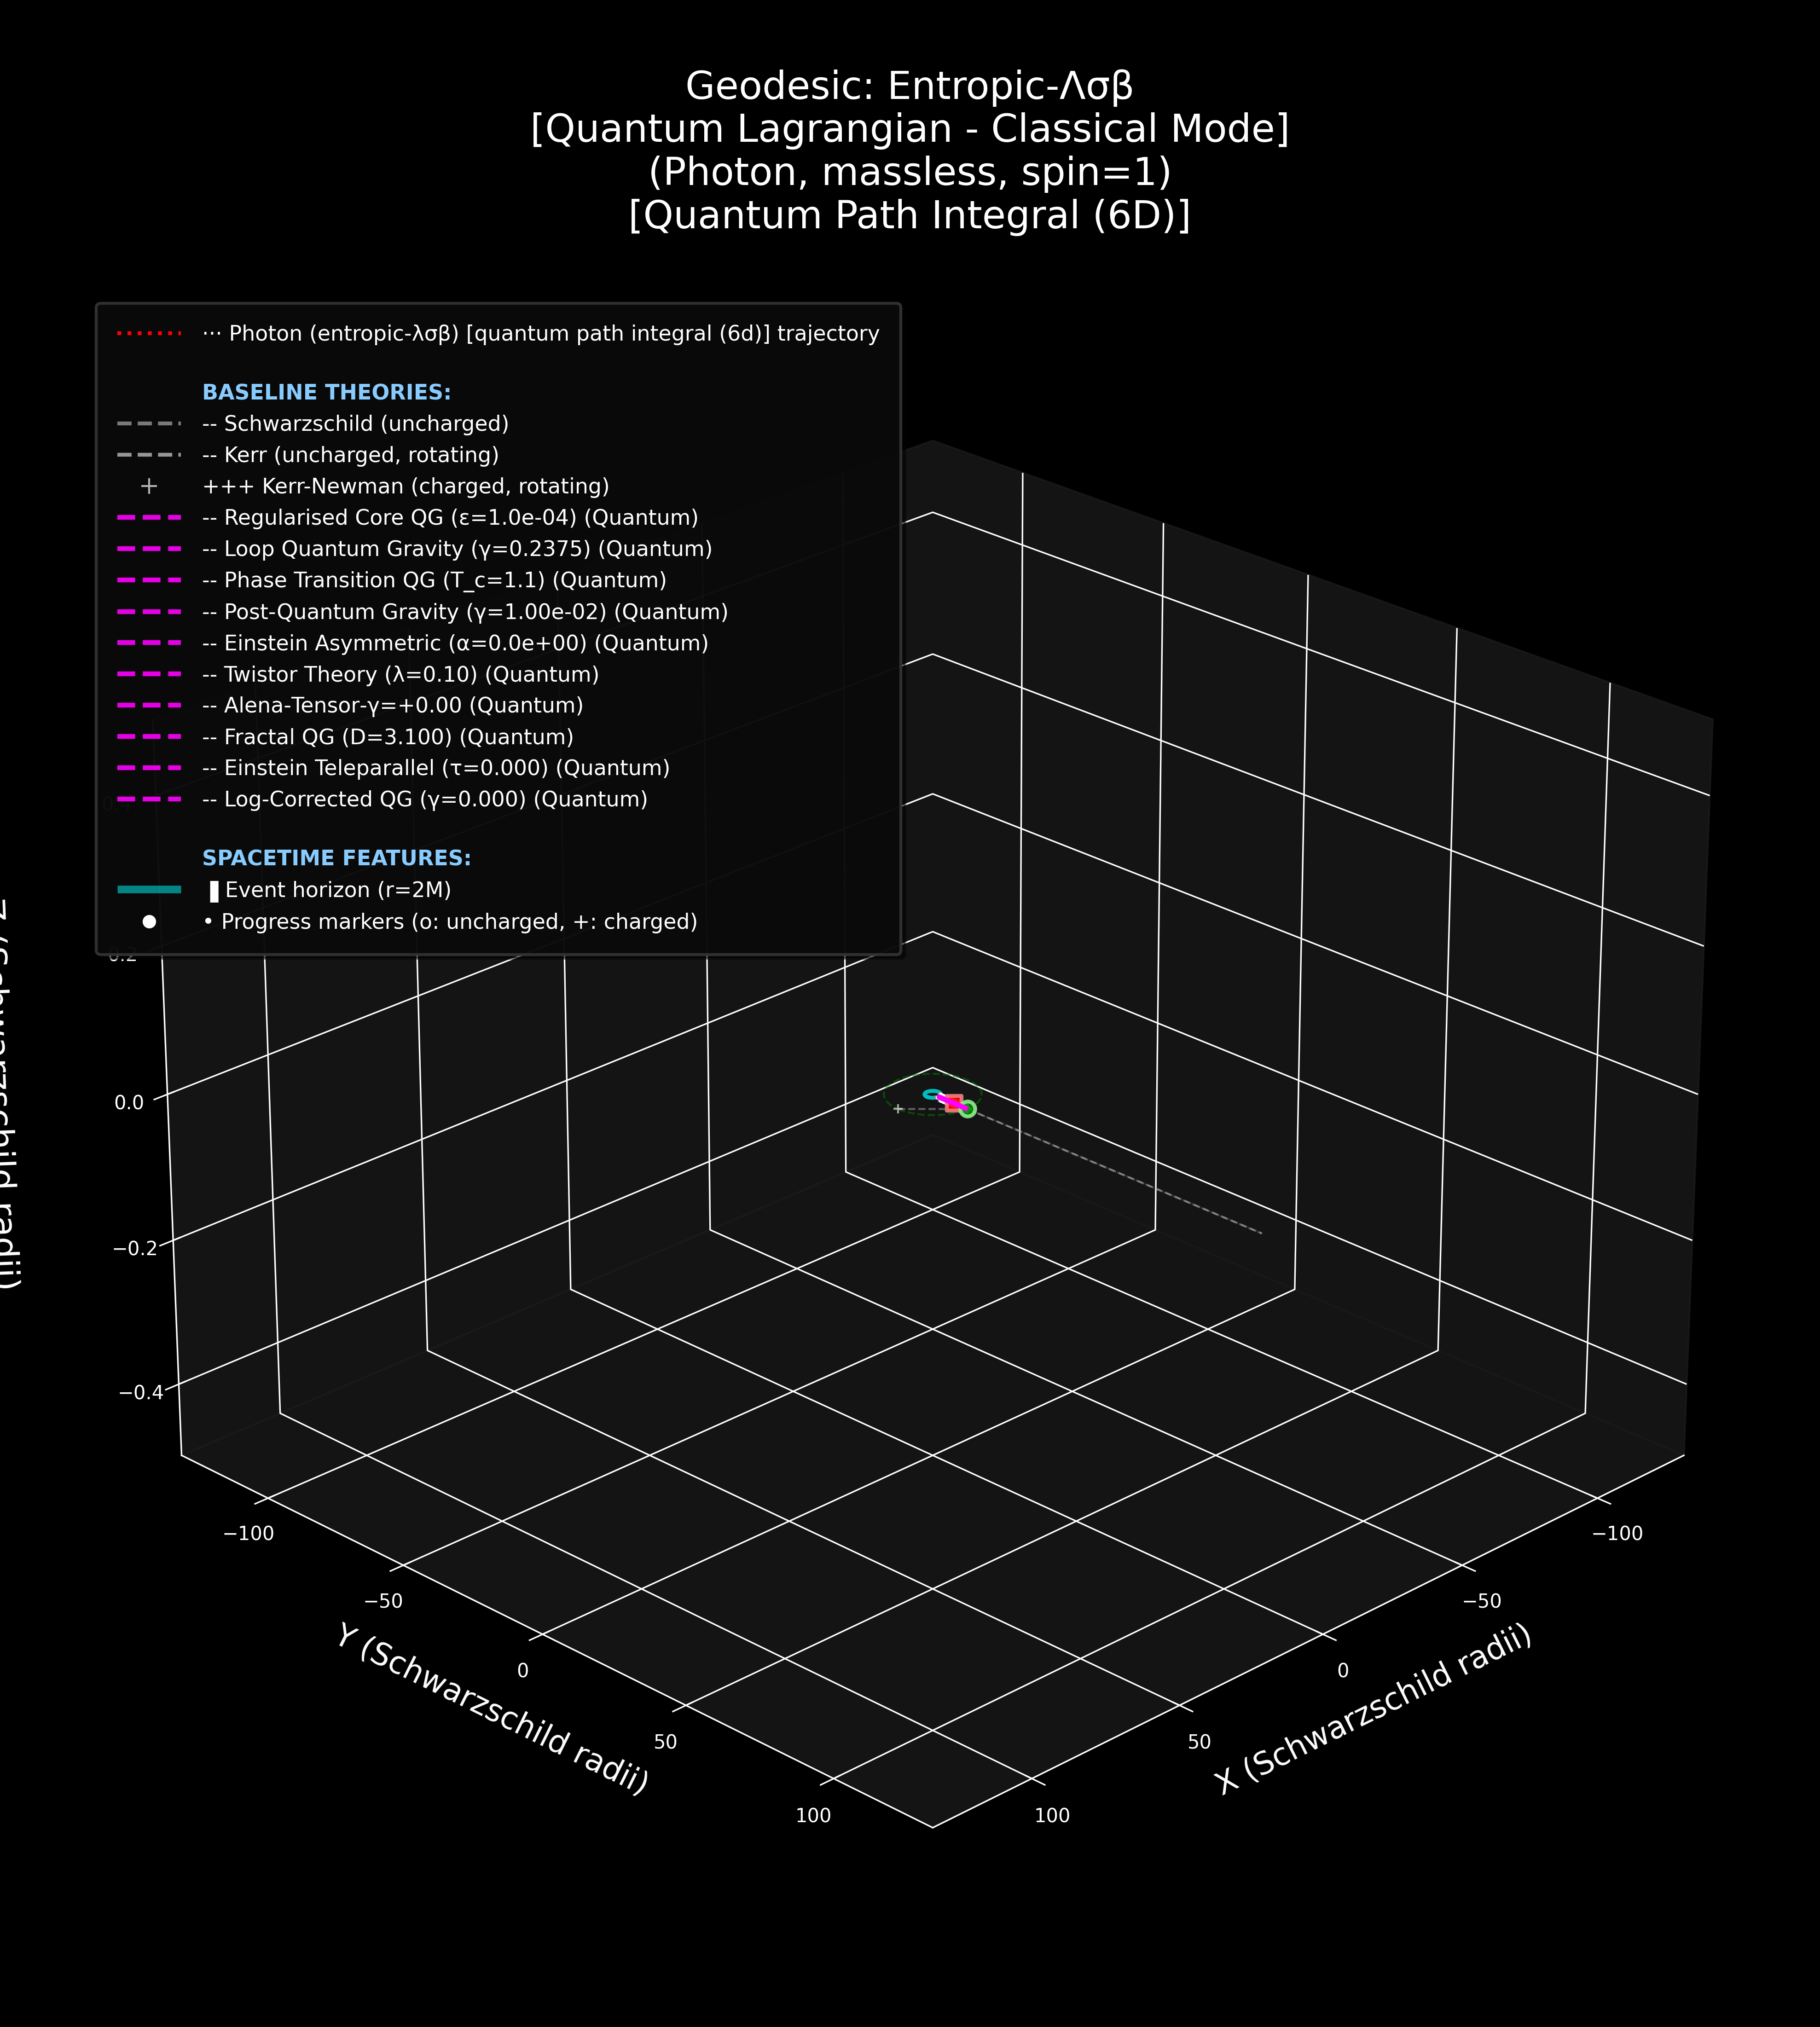 Geodesic: Entropic-Λσβ
[Quantum Lagrangian - Classical Mode]
(Photon, massless, spin=1)
[Quantum Path Integral (6D)]
··· Photon (entropic-λσβ) [quantum path integral (6d)] trajectory
BASELINE THEORIES:
-- Schwarzschild (uncharged)
-- Kerr (uncharged, rotating)
+++ Kerr-Newman (charged, rotating)
-- Regularised Core QG (ε=1.0e-04) (Quantum)
-- Loop Quantum Gravity (γ=0.2375) (Quantum)
-- Phase Transition QG (T_c=1.1) (Quantum)
-- Post-Quantum Gravity (γ=1.00e-02) (Quantum)
-- Einstein Asymmetric (α=0.0e+00) (Quantum)
-- Twistor Theory (λ=0.10) (Quantum)
-- Alena-Tensor-γ=+0.00 (Quantum)
-- Fractal QG (D=3.100) (Quantum)
-- Einstein Teleparallel (τ=0.000) (Quantum)
-- Log-Corrected QG (γ=0.000) (Quantum)
SPACETIME FEATURES:
▐ Event horizon (r=2M)
• Progress markers (o: uncharged, +: charged)
0.2
0.0
−0.2
−0.4
Z (Schwarzschild radii)
−100
−50
0
50
100
Y (Schwarzschild radii)
−100
−50
0
50
100
X (Schwarzschild radii)